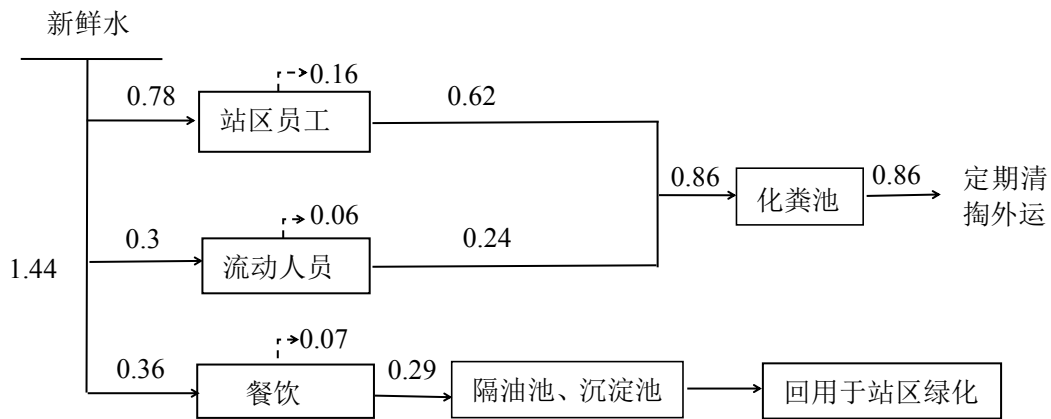 新鲜水
0.16
0.78
站区员工
0.62
0.86
化粪池
0.86
定期清
掏外运
0.06
0.3
流动人员
0.24
1.44
0.07
0.36
餐饮
0.29
隔油池、沉淀池
回用于站区绿化